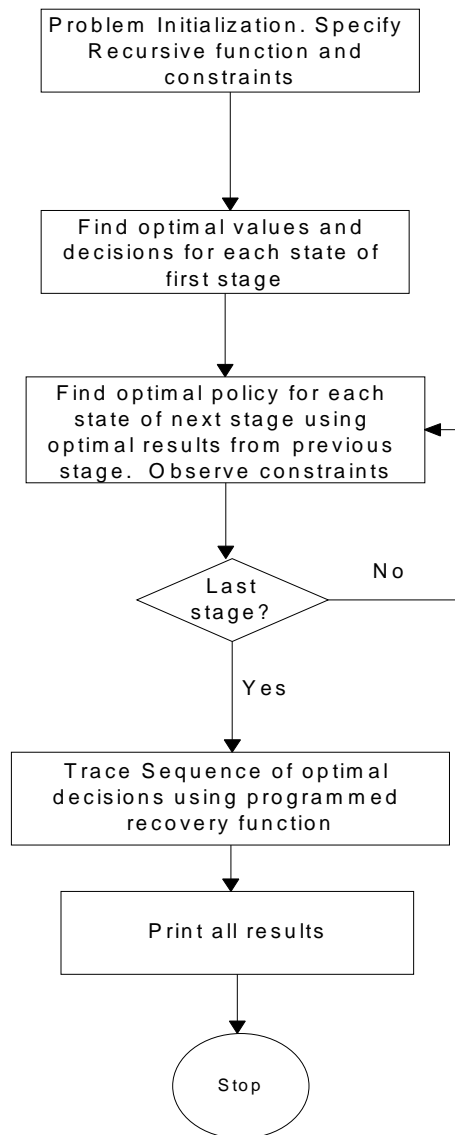 Problem Initialization. Specify
Recursive function and
constraints
Find optimal values and
decisions for each state of
first stage
Find optimal policy for each
state of next stage using
optimal results from previous
stage. Observe constraints
Last
stage?
No
Yes
Trace Sequence of optimal
decisions using programmed
recovery function
Print all results
Stop